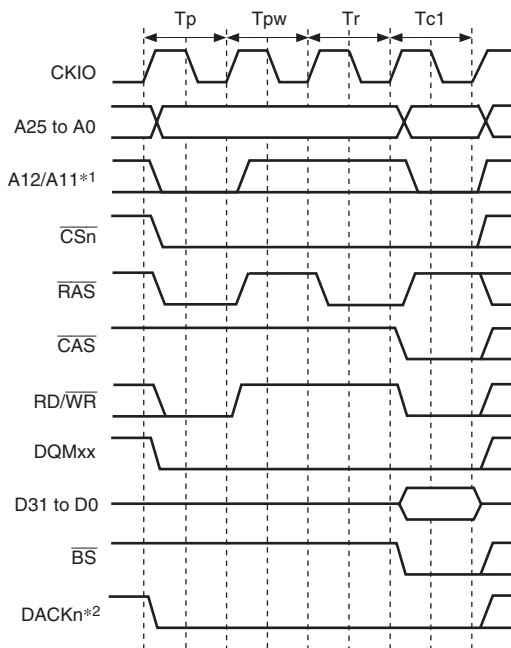 Tp Tpw Tr Tc1
CKIO
A25 to A0
A12/A11*1
CSn
RAS
CAS
RD/WR
DQMxx
D31 to D0
BS
DACKn*2